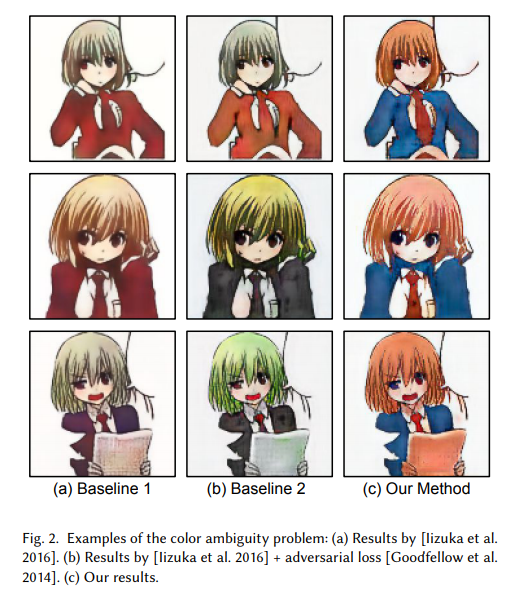 (a) Baseline 1 (b) Baseline 2 (c) Our Method
Fig. 2. Examples of the color ambiguity problem: (a) Results by [Iizuka et al.
2016]. (b) Results by [Iizuka et al. 2016] + adversarial loss [Goodfellow et al.
2014]. (c) Our results.